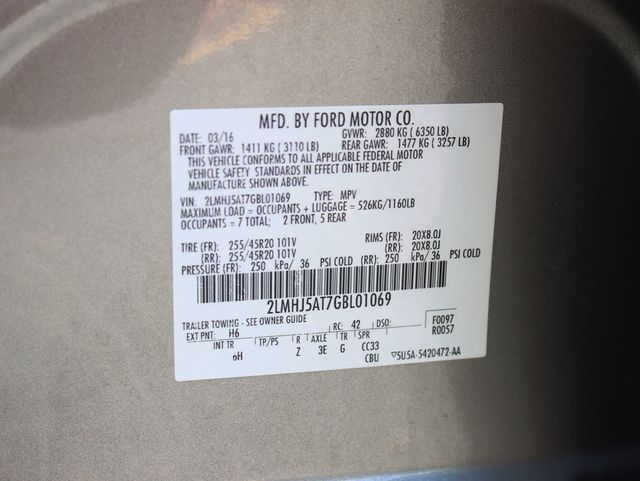 MFD. BY FORD MOTOR CO.
DATE: 03/16 GVWR: 2880 KG ( 6350 LB)
FRONT GAWR: 1411 KG ( 3110 LB) REAR GAWR: 1477 KG ( 3257 LB)
THIS VEHICLE CONFORMS TO ALL APPLICABLE FEDERAL MOTOR
VEHICLE SAFETY STANDARDS IN EFFECT ON THE DATE OF
MANUFACTURE SHOWN ABOVE.
VIN: 2LMHJ5AT7GBL01069 TYPE: MPV
MAXIMUM LOAD = OCCUPANTS + LUGGAGE = 526KG/1160LB
OCCUPANTS = 7 TOTAL; 2 FRONT, 5 REAR
TIRE (FR): 255/45R20 101V RIMS (FR): 20X8.0J
(RR): 255/45R20 101V (RR): 20X8.0J
PRESSURE (FR): 250 kPa/ 36 PSI COLD (RR): 250 kPa/ 36 PSI COLD
2LMHJ5AT7GBL01069
TRAILER TOWING - SEE OWNER GUIDE
EXT PNT: H6 RC: 42 DSO: F0097
R0057
INT TR TP/PS R AXLE TR SPR
pH Z 3E G CC33
CBU ▽5U5A-5420472-AA